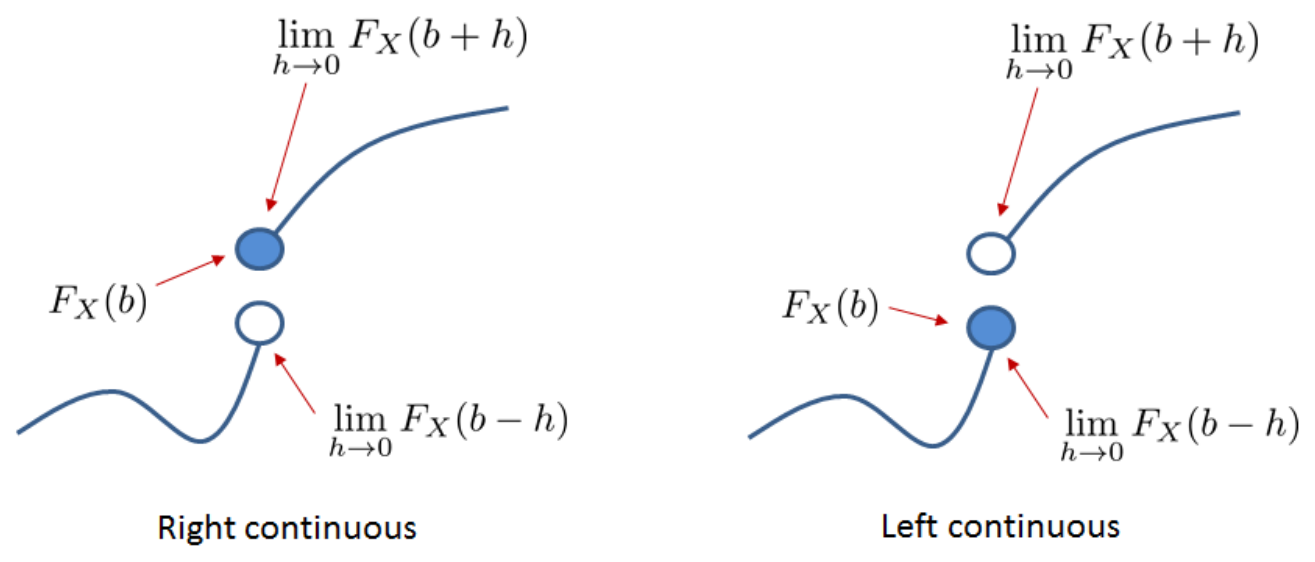 lim F_X(b + h)
h→0
F_X(b)
lim F_X(b − h)
h→0
Right continuous
lim F_X(b + h)
h→0
F_X(b)
lim F_X(b − h)
h→0
Left continuous